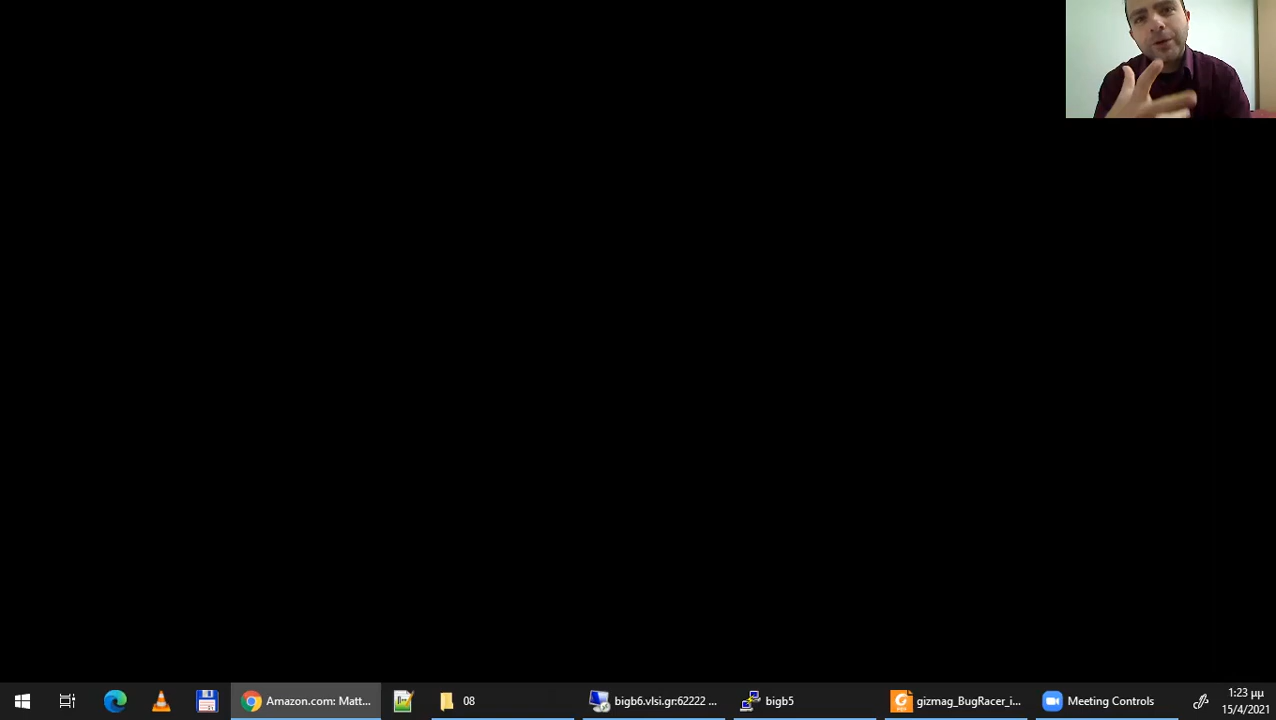 Amazon.com: Matt...
08
bigb6.vlsi.gr:62222 ...
bigb5
gizmag_BugRacer_i...
Meeting Controls
1:23 μμ
15/4/2021